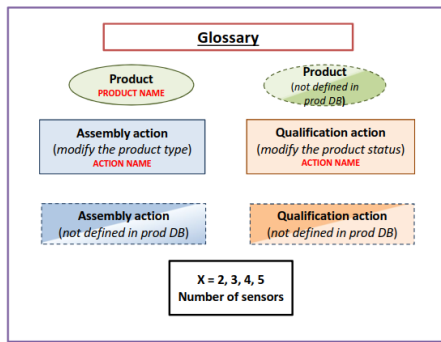 Glossary
Product
PRODUCT NAME
Product
(not defined in
prod DB)
Assembly action
(modify the product type)
ACTION NAME
Qualification action
(modify the product status)
ACTION NAME
Assembly action
(not defined in prod DB)
Qualification action
(not defined in prod DB)
X = 2, 3, 4, 5
Number of sensors